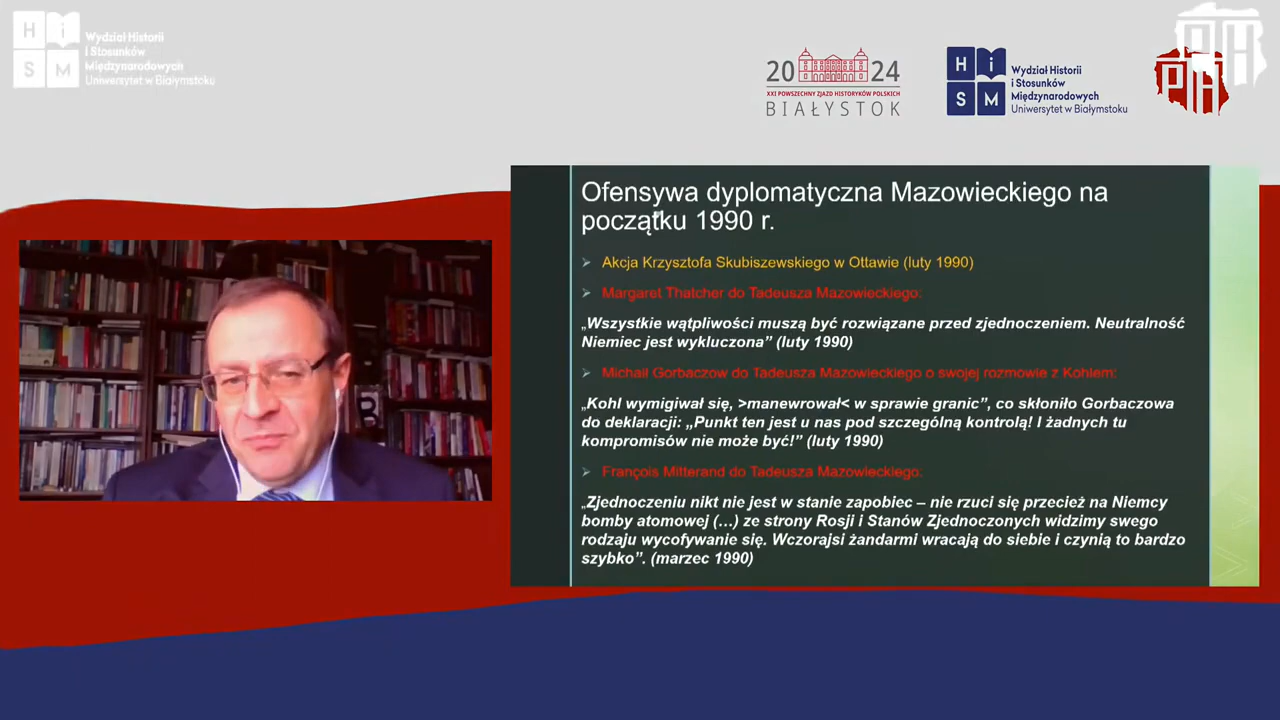 Hi
SM
Wydział Historii
i Stosunków
Międzynarodowych
Uniwersytet w Białymstoku
20 24
XXI POWSZECHNY ZJAZD HISTORYKÓW POLSKICH
BIAŁYSTOK
Hi
SM
Wydział Historii
i Stosunków
Międzynarodowych
Uniwersytet w Białymstoku
PTH
PTH
Ofensywa dyplomatyczna Mazowieckiego na
początku 1990 r.
Akcja Krzysztofa Skubiszewskiego w Ottawie (luty 1990)
Margaret Thatcher do Tadeusza Mazowieckiego:
„Wszystkie wątpliwości muszą być rozwiązane przed zjednoczeniem. Neutralność
Niemiec jest wykluczona” (luty 1990)
Michaił Gorbaczow do Tadeusza Mazowieckiego o swojej rozmowie z Kohlem:
„Kohl wymigiwał się, >manewrował< w sprawie granic”, co skłoniło Gorbaczowa
do deklaracji: „Punkt ten jest u nas pod szczególną kontrolą! I żadnych tu
kompromisów nie może być!” (luty 1990)
François Mitterand do Tadeusza Mazowieckiego:
„Zjednoczeniu nikt nie jest w stanie zapobiec – nie rzuci się przecież na Niemcy
bomby atomowej (…) ze strony Rosji i Stanów Zjednoczonych widzimy swego
rodzaju wycofywanie się. Wczorajsi żandarmi wracają do siebie i czynią to bardzo
szybko”. (marzec 1990)